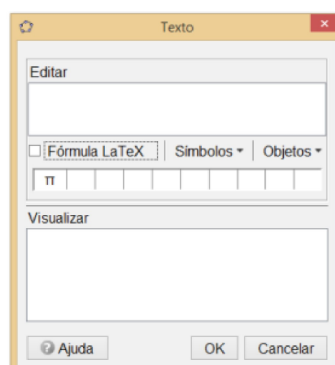 Texto
Editar
Fórmula LaTeX Símbolos Objetos
π
Visualizar
Ajuda OK Cancelar